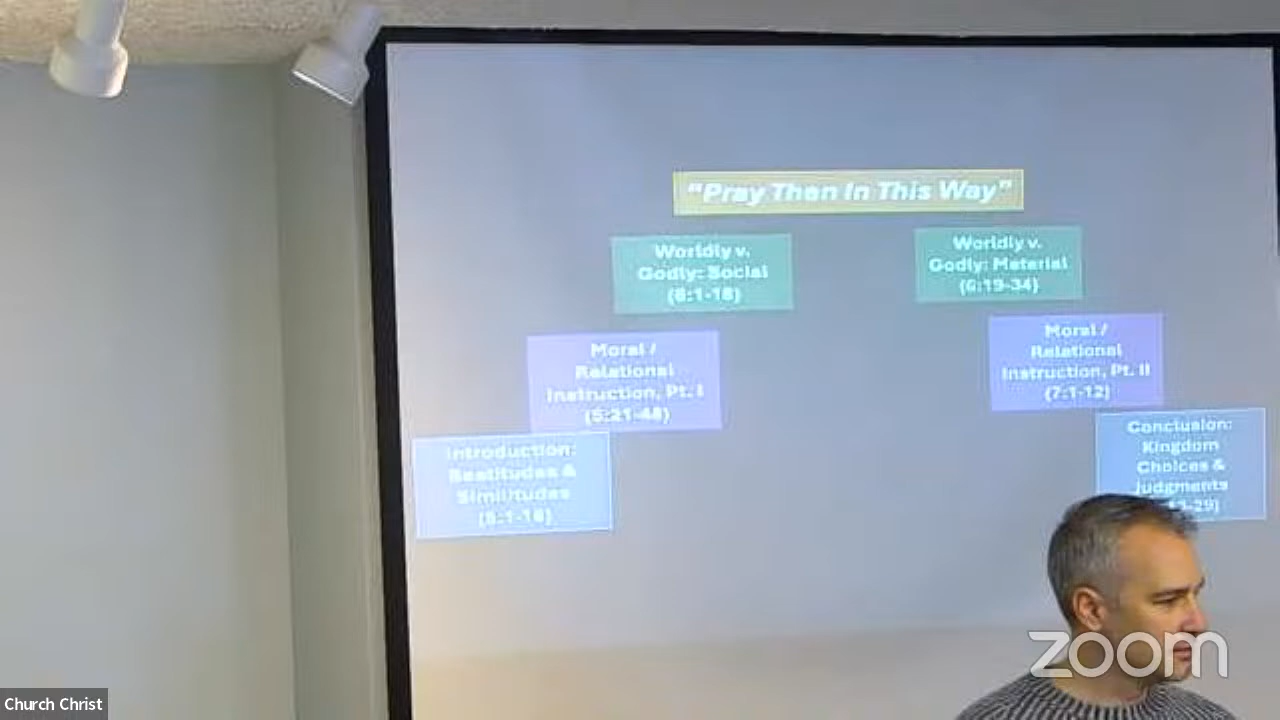 "Pray Then In This Way"
Worldly v.
Godly: Social
(6:1-18)
Worldly v.
Godly: Material
(6:19-34)
Moral /
Relational
Instruction, Pt. I
(5:21-48)
Moral /
Relational
Instruction, Pt. II
(7:1-12)
Introduction:
Beatitudes &
Similitudes
(5:1-16)
Conclusion:
Kingdom
Choices &
Judgments
-29)
zoom
Church Christ